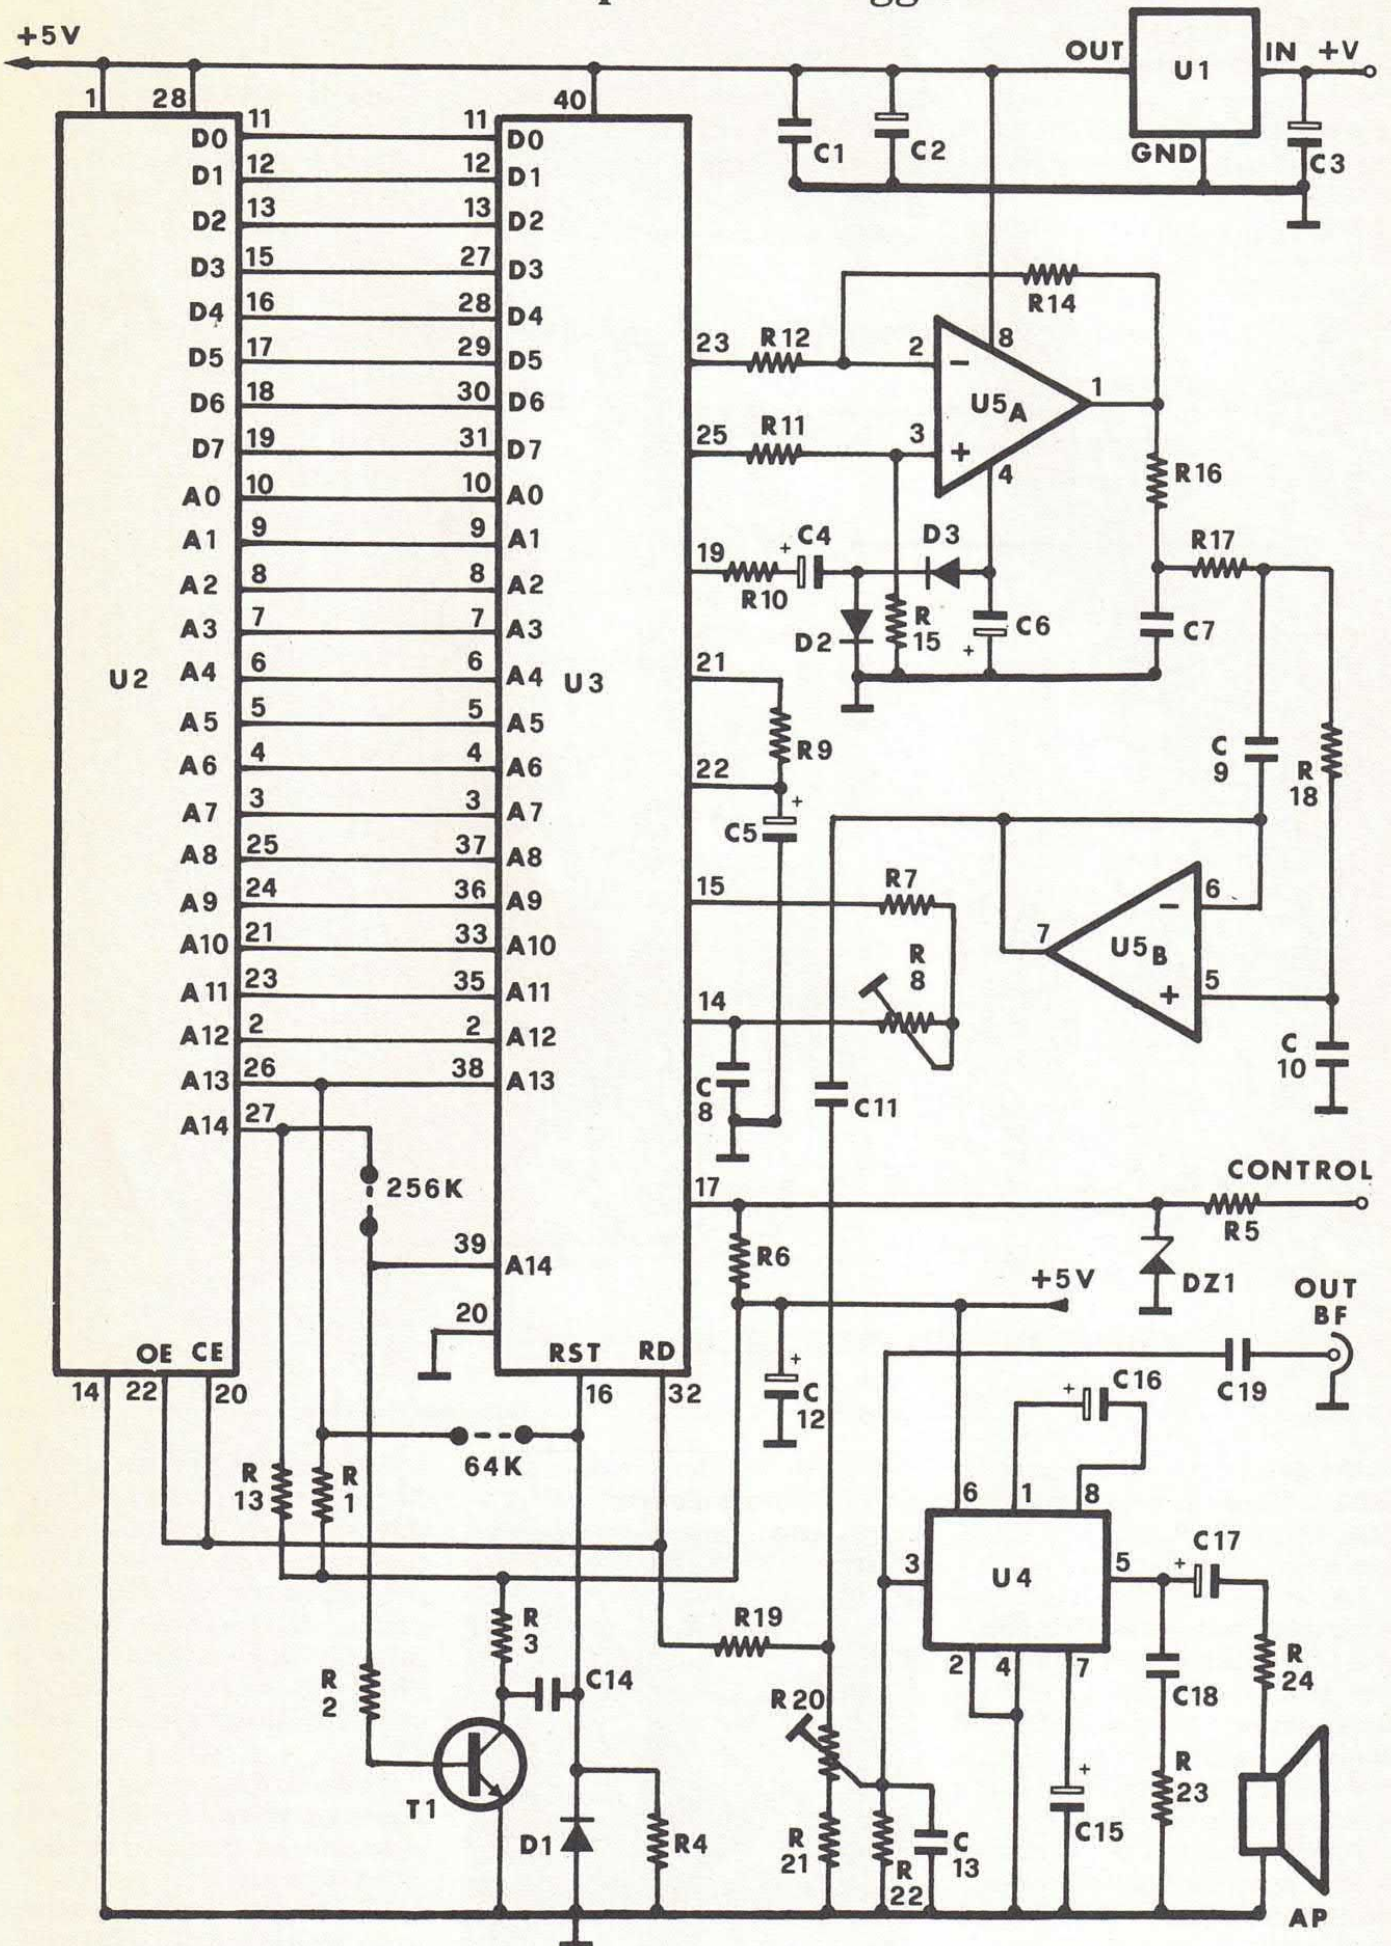 +5V
OUT
U1
IN +V
GND
C1
C2
C3
1
28
40
D0 11 11 D0
D1 12 12 D1
D2 13 13 D2
D3 15 27 D3
D4 16 28 D4
D5 17 29 D5
D6 18 30 D6
D7 19 31 D7
A0 10 10 A0
A1 9 9 A1
A2 8 8 A2
A3 7 7 A3
A4 6 6 A4
A5 5 5 A5
A6 4 4 A6
A7 3 3 A7
A8 25 37 A8
A9 24 36 A9
A10 21 33 A10
A11 23 35 A11
A12 2 2 A12
A13 26 38 A13
A14 27
U2
U3
256K
39 A14
20
OE CE
RST RD
14 22 20
16 32
64K
R14
23 R12
2 −
8
U5A
1
25 R11
3 +
4
R16
19
R10
+ C4
D3
D2
R
15
C6
+
R17
C7
21
R9
22
+
C5
C
9
R
18
15
R7
R
8
14
C
8
6 −
7
U5B
5 +
C
10
C11
17
CONTROL
R5
R6
DZ1
+5V
OUT
BF
+
C
12
C19
+ C16
6 1 8
3
U4
5
+ C17
2 4 7
R
13
R
1
R
3
R19
C14
R
2
T1
D1
R4
R20
R
21
R
22
C
13
+
C15
C18
R
23
R
24
AP